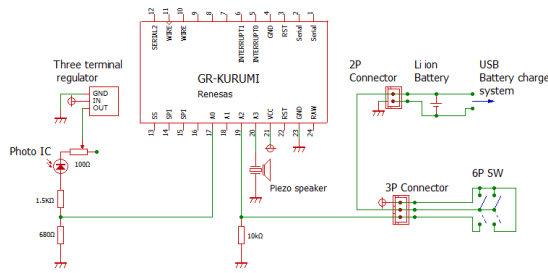 12 11 10 9 8 7 6 5 4 3 2 1
SERIAL2 WIRE WIRE INTERRUPT1 INTERRUPT0 GND RST Serial Serial
GR-KURUMI
Renesas
SS SPI SPI A0 A1 A2 A3 VCC RST GND RAW
13 14 15 16 17 18 19 20 21 22 23 24
Three terminal
regulator
GND
IN
OUT
Photo IC
100Ω
1.5KΩ
680Ω
10kΩ
Piezo speaker
2P
Connector
Li ion
Battery
USB
Battery charge
system
3P Connector
6P SW